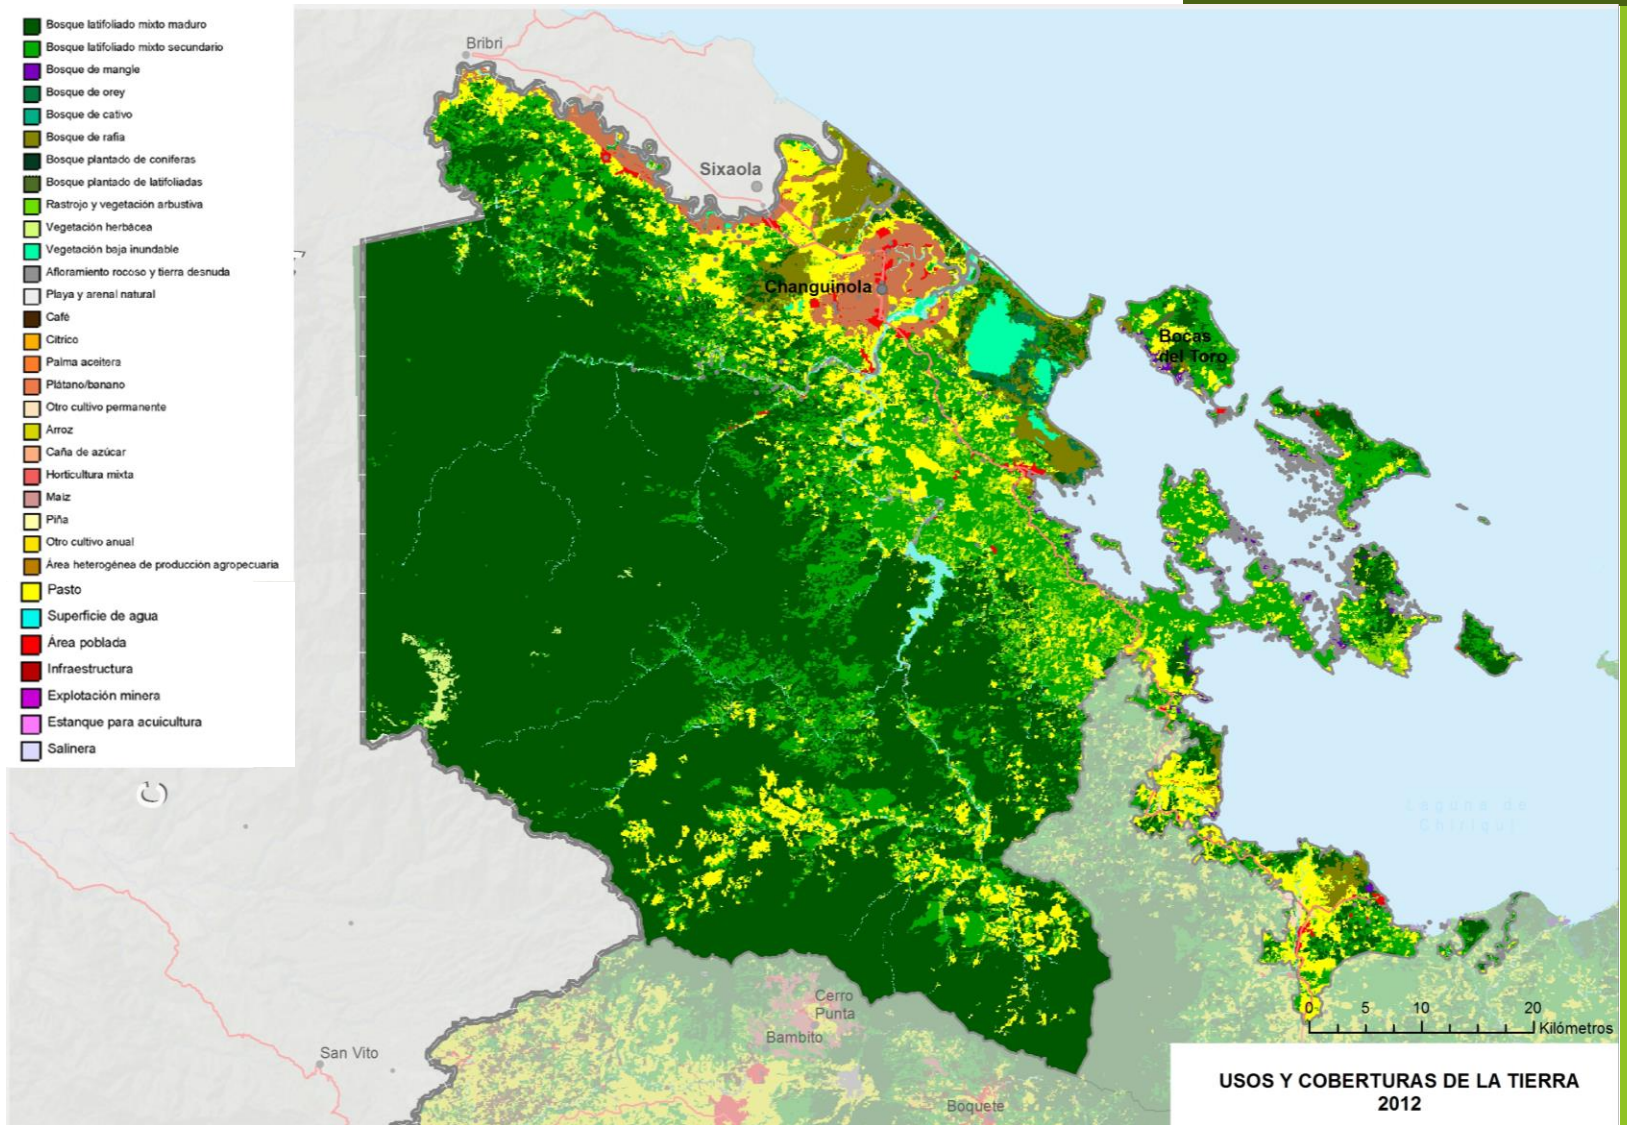 Bosque latifoliado mixto maduro
Bosque latifoliado mixto secundario
Bosque de mangle
Bosque de orey
Bosque de cativo
Bosque de rafia
Bosque plantado de coníferas
Bosque plantado de latifoliadas
Rastrojo y vegetación arbustiva
Vegetación herbácea
Vegetación baja inundable
Afloramiento rocoso y tierra desnuda
Playa y arenal natural
Café
Cítrico
Palma aceitera
Plátano/banano
Otro cultivo permanente
Arroz
Caña de azúcar
Horticultura mixta
Maíz
Piña
Otro cultivo anual
Área heterogénea de producción agropecuaria
Pasto
Superficie de agua
Área poblada
Infraestructura
Explotación minera
Estanque para acuicultura
Salinera
Bribri
Sixaola
Changuinola
Bocas
del Toro
Laguna de
Chiriquí
Cerro
Punta
Bambito
San Vito
Boquete
0 5 10 20
Kilómetros
USOS Y COBERTURAS DE LA TIERRA
2012